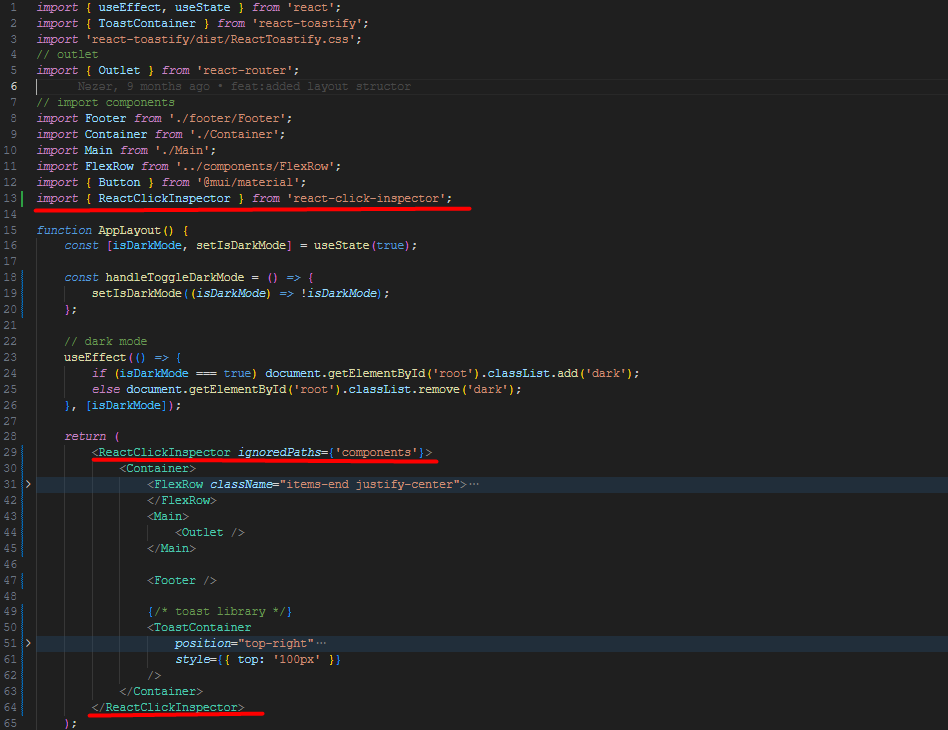 1 import { useEffect, useState } from 'react';
2 import { ToastContainer } from 'react-toastify';
3 import 'react-toastify/dist/ReactToastify.css';
4 // outlet
5 import { Outlet } from 'react-router';
6 Nəzər, 9 months ago • feat:added layout structor
7 // import components
8 import Footer from './footer/Footer';
9 import Container from './Container';
10 import Main from './Main';
11 import FlexRow from '../components/FlexRow';
12 import { Button } from '@mui/material';
13 import { ReactClickInspector } from 'react-click-inspector';
14
15 function AppLayout() {
16 const [isDarkMode, setIsDarkMode] = useState(true);
17
18 const handleToggleDarkMode = () => {
19 setIsDarkMode((isDarkMode) => !isDarkMode);
20 };
21
22 // dark mode
23 useEffect(() => {
24 if (isDarkMode === true) document.getElementById('root').classList.add('dark');
25 else document.getElementById('root').classList.remove('dark');
26 }, [isDarkMode]);
27
28 return (
29 <ReactClickInspector ignoredPaths={'components'}>
30 <Container>
31 <FlexRow className="items-end justify-center">…
42 </FlexRow>
43 <Main>
44 <Outlet />
45 </Main>
46
47 <Footer />
48
49 {/* toast library */}
50 <ToastContainer
51 position="top-right"…
61 style={{ top: '100px' }}
62 />
63 </Container>
64 </ReactClickInspector>
65 );